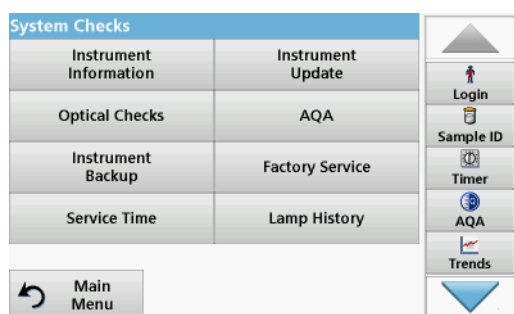 System Checks
Instrument
Information
Instrument
Update
Optical Checks
AQA
Instrument
Backup
Factory Service
Service Time
Lamp History
Main
Menu
Login
Sample ID
Timer
AQA
Trends